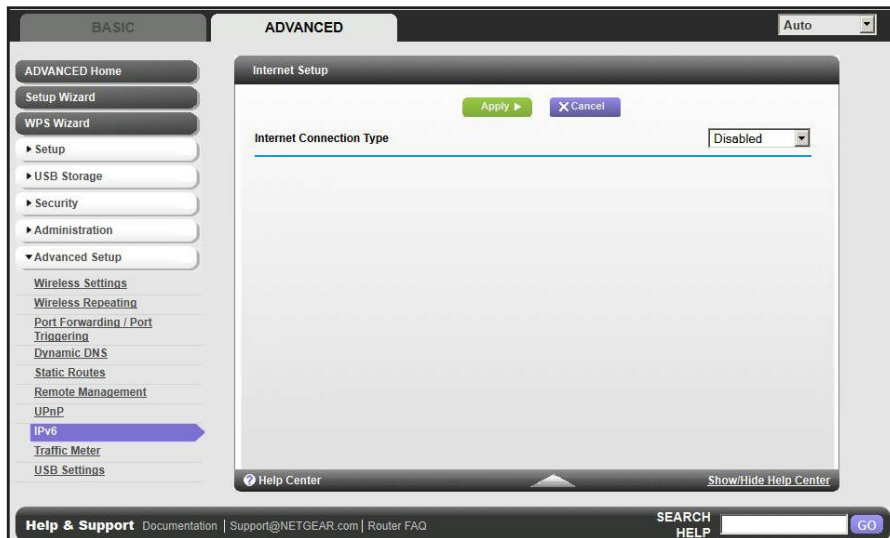 BASIC
ADVANCED
Auto
ADVANCED Home
Setup Wizard
WPS Wizard
Setup
USB Storage
Security
Administration
Advanced Setup
Wireless Settings
Wireless Repeating
Port Forwarding / Port
Triggering
Dynamic DNS
Static Routes
Remote Management
UPnP
IPv6
Traffic Meter
USB Settings
Internet Setup
Apply
X Cancel
Internet Connection Type
Disabled
? Help Center
Show/Hide Help Center
Help & Support Documentation | Support@NETGEAR.com | Router FAQ
SEARCH
HELP
GO